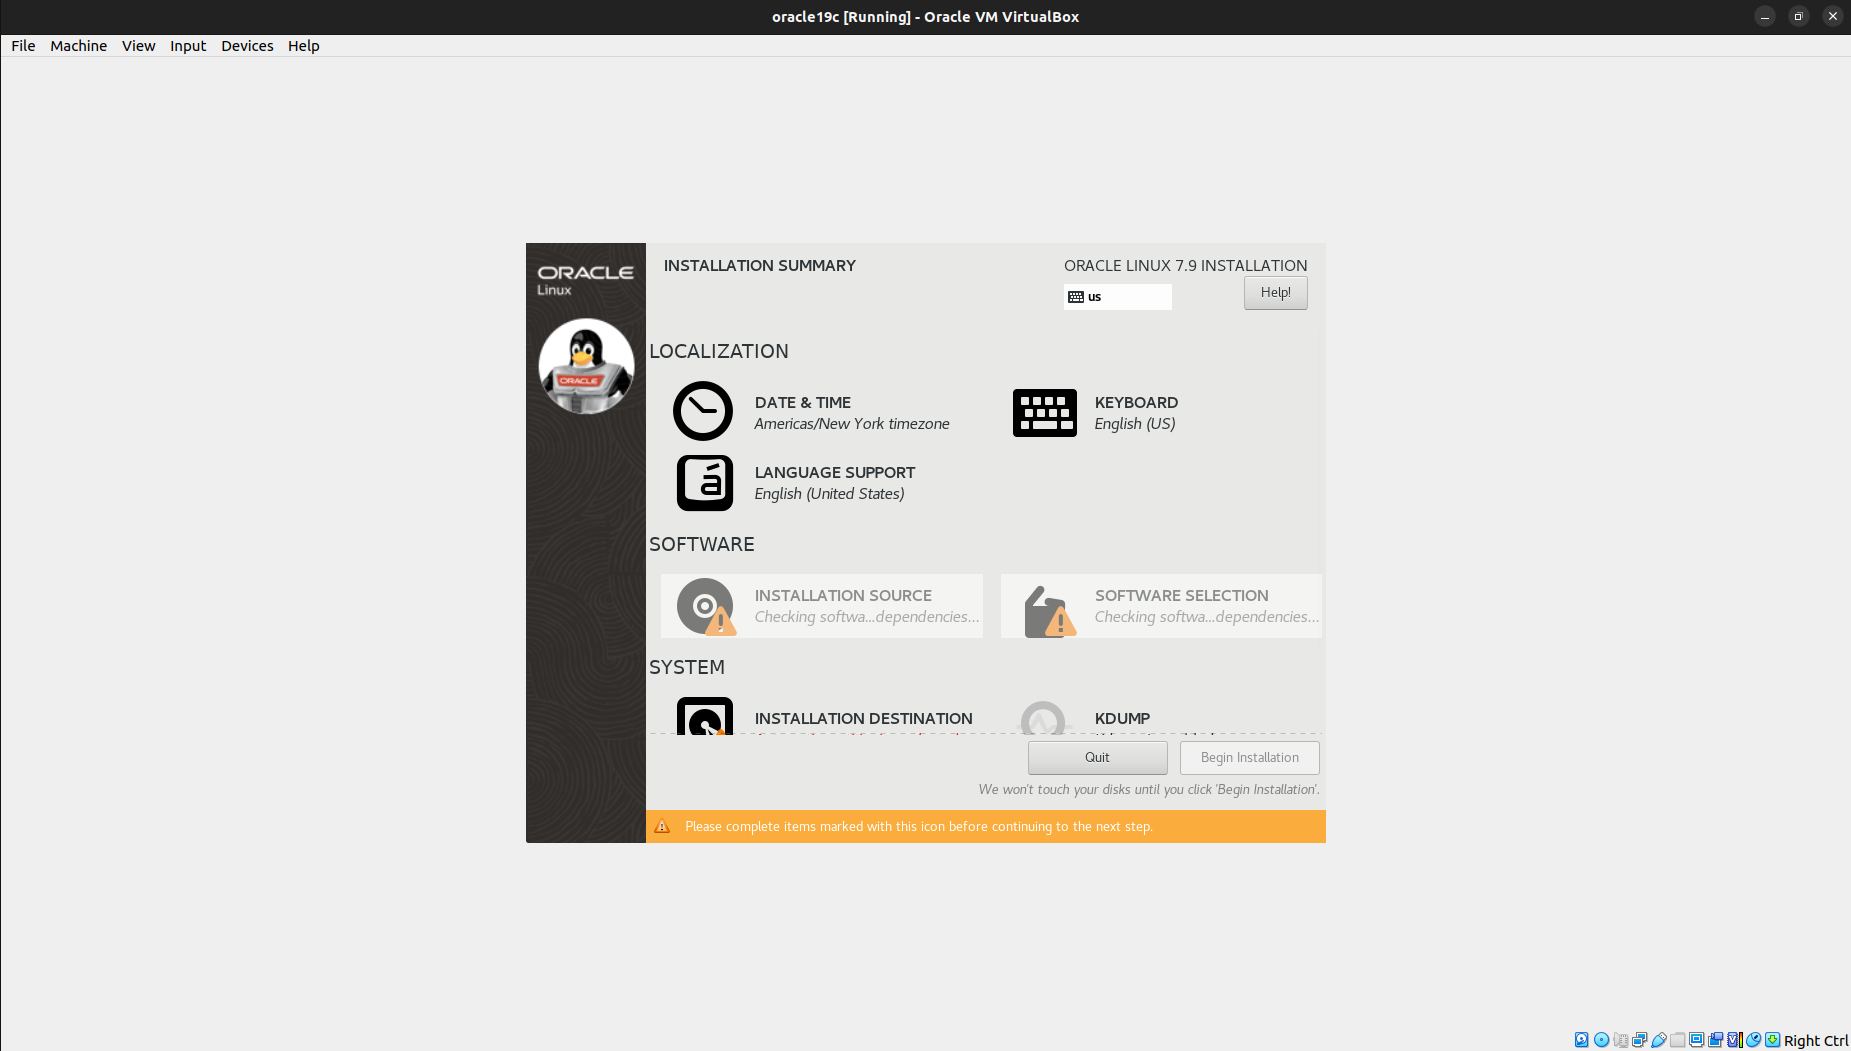 oracle19c [Running] - Oracle VM VirtualBox
File Machine View Input Devices Help
ORACLE
Linux
ORACLE
INSTALLATION SUMMARY
ORACLE LINUX 7.9 INSTALLATION
us
Help!
LOCALIZATION
DATE & TIME
Americas/New York timezone
KEYBOARD
English (US)
LANGUAGE SUPPORT
English (United States)
SOFTWARE
INSTALLATION SOURCE
Checking softwa...dependencies...
SOFTWARE SELECTION
Checking softwa...dependencies...
SYSTEM
INSTALLATION DESTINATION
KDUMP
Quit
Begin Installation
We won't touch your disks until you click 'Begin Installation'.
Please complete items marked with this icon before continuing to the next step.
Right Ctrl